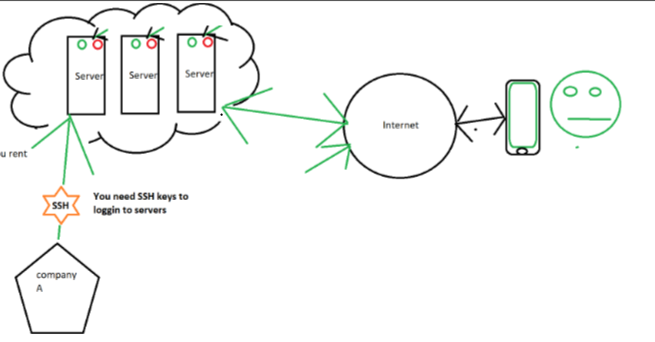 Server
Server
Server
Internet
u rent
SSH
You need SSH keys to
loggin to servers
company
A